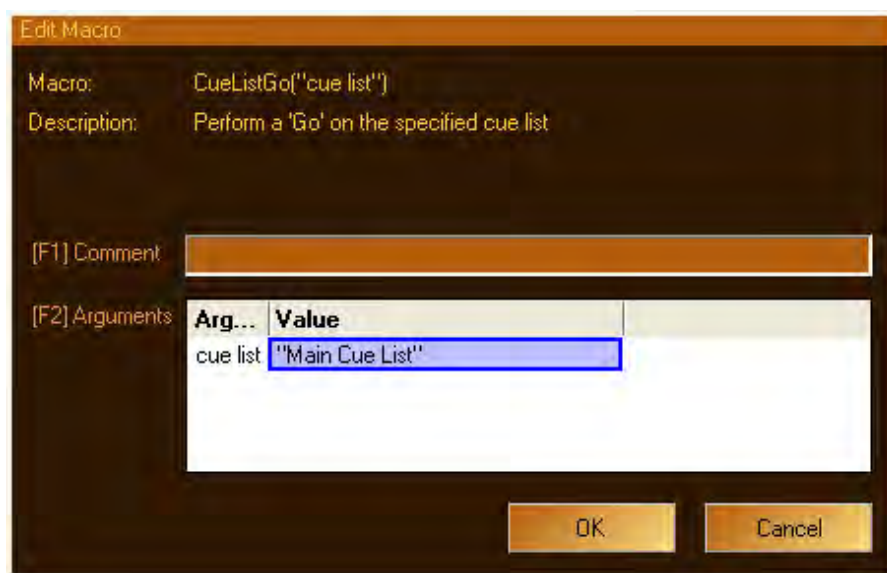 Edit Macro
Macro: CueListGo("cue list")
Description: Perform a 'Go' on the specified cue list
[F1] Comment
[F2] Arguments Arg... Value
cue list "Main Cue List"
OK Cancel